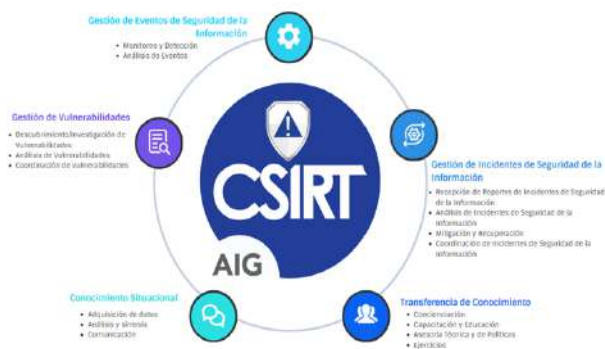 Gestión de Eventos de Seguridad de la
Información
• Monitoreo y Detección
• Análisis de Eventos
Gestión de Vulnerabilidades
• Descubrimiento/Investigación de
Vulnerabilidades
• Análisis de Vulnerabilidades
• Coordinación de Vulnerabilidades
CSIRT
AIG
Gestión de Incidentes de Seguridad de la
Información
• Recepción de Reportes de Incidentes de Seguridad
de la Información
• Análisis de Incidentes de Seguridad de la
Información
• Mitigación y Recuperación
• Coordinación de Incidentes de Seguridad de la
Información
Conocimiento Situacional
• Adquisición de datos
• Análisis y síntesis
• Comunicación
Transferencia de Conocimiento
• Concienciación
• Capacitación y Educación
• Asesoría Técnica y de Políticas
• Ejercicios